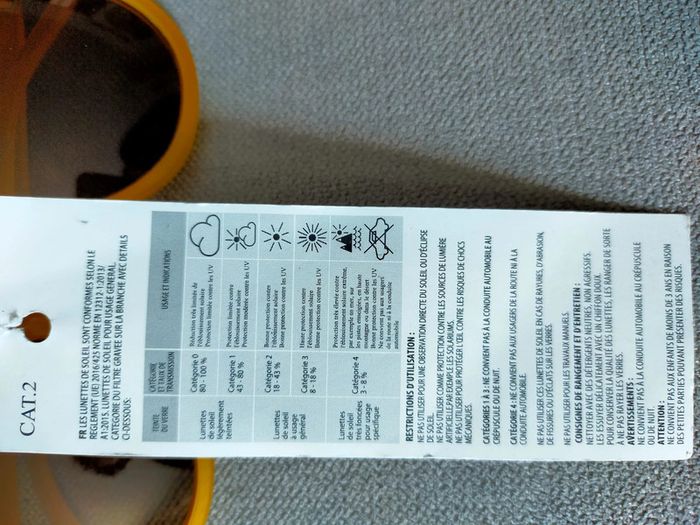 CAT.2
FR LES LUNETTES DE SOLEIL SONT CONFORMES SELON LE
REGLEMENT (UE) 2016/425 NORME EN 12311-1:2013/
A1:2015. LUNETTES DE SOLEIL POUR USAGE GENERAL.
CATEGORIE DU FILTRE GRAVÉE SUR LA BRANCHE AVEC DETAILS
CI-DESSOUS:
TEINTE
DU VERRE
CATÉGORIE
ET TAUX DE
TRANSMISSION
USAGE ET INDICATIONS
Lunettes
de soleil
légèrement
teintées
Catégorie 0
80 - 100 %
Réduction très limitée de
l'éblouissement solaire
Protection limitée contre les UV
Catégorie 1
43 - 80 %
Protection limitée contre
l'éblouissement solaire
Protection modérée contre les UV
Lunettes
de soleil
à usage
général
Catégorie 2
18 - 43 %
Bonne protection contre
l'éblouissement solaire
Bonne protection contre les UV
Catégorie 3
8 - 18 %
Haute protection contre
l'éblouissement solaire
Bonne protection contre les UV
Lunettes
de soleil
très foncées
pour usage
spécifique
Catégorie 4
3 - 8 %
Protection très élevée contre
l'éblouissement solaire extrême,
par exemple en mer, sur
les pistes enneigées, en haute
montagne ou dans le désert
Bonne protection contre les UV
Ne convient pas aux usagers
de la route ni à la conduite
automobile
RESTRICTIONS D'UTILISATION :
NE PAS UTILISER POUR UNE OBSERVATION DIRECTE DU SOLEIL OU D'ÉCLIPSE
DE SOLEIL.
NE PAS UTILISER COMME PROTECTION CONTRE LES SOURCES DE LUMIÈRE
ARTIFICIELLE PAR EXEMPLE LES SOLARIUMS.
NE PAS UTILISER POUR PROTÉGER L'ŒIL CONTRE LES RISQUES DE CHOCS
MÉCANIQUES.
CATÉGORIES 1 À 3 : NE CONVIENT PAS À LA CONDUITE AUTOMOBILE AU
CRÉPUSCULE OU DE NUIT.
CATÉGORIE 4 : NE CONVIENT PAS AUX USAGERS DE LA ROUTE NI À LA
CONDUITE AUTOMOBILE.
NE PAS UTILISER CES LUNETTES DE SOLEIL EN CAS DE RAYURES, D'ABRASION,
DE FISSURES OU D'ÉCLATS SUR LES VERRES.
NE PAS UTILISER POUR LES TRAVAUX MANUELS.
CONSIGNES DE RANGEMENT ET D'ENTRETIEN :
NETTOYER AVEC DES DÉTERGENTS NEUTRES, NON AGRESSIFS.
LES ESSUYER DÉLICATEMENT AVEC UN CHIFFON DOUX.
POUR CONSERVER LA QUALITÉ DES LUNETTES, LES RANGER DE SORTE
À NE PAS RAYER LES VERRES.
AVERTISSEMENTS :
NE CONVIENT PAS À LA CONDUITE AUTOMOBILE AU CRÉPUSCULE
OU DE NUIT.
ATTENTION :
NE CONVIENT PAS AUX ENFANTS DE MOINS DE 3 ANS EN RAISON
DES PETITES PARTIES POUVANT PRÉSENTER DES RISQUES.